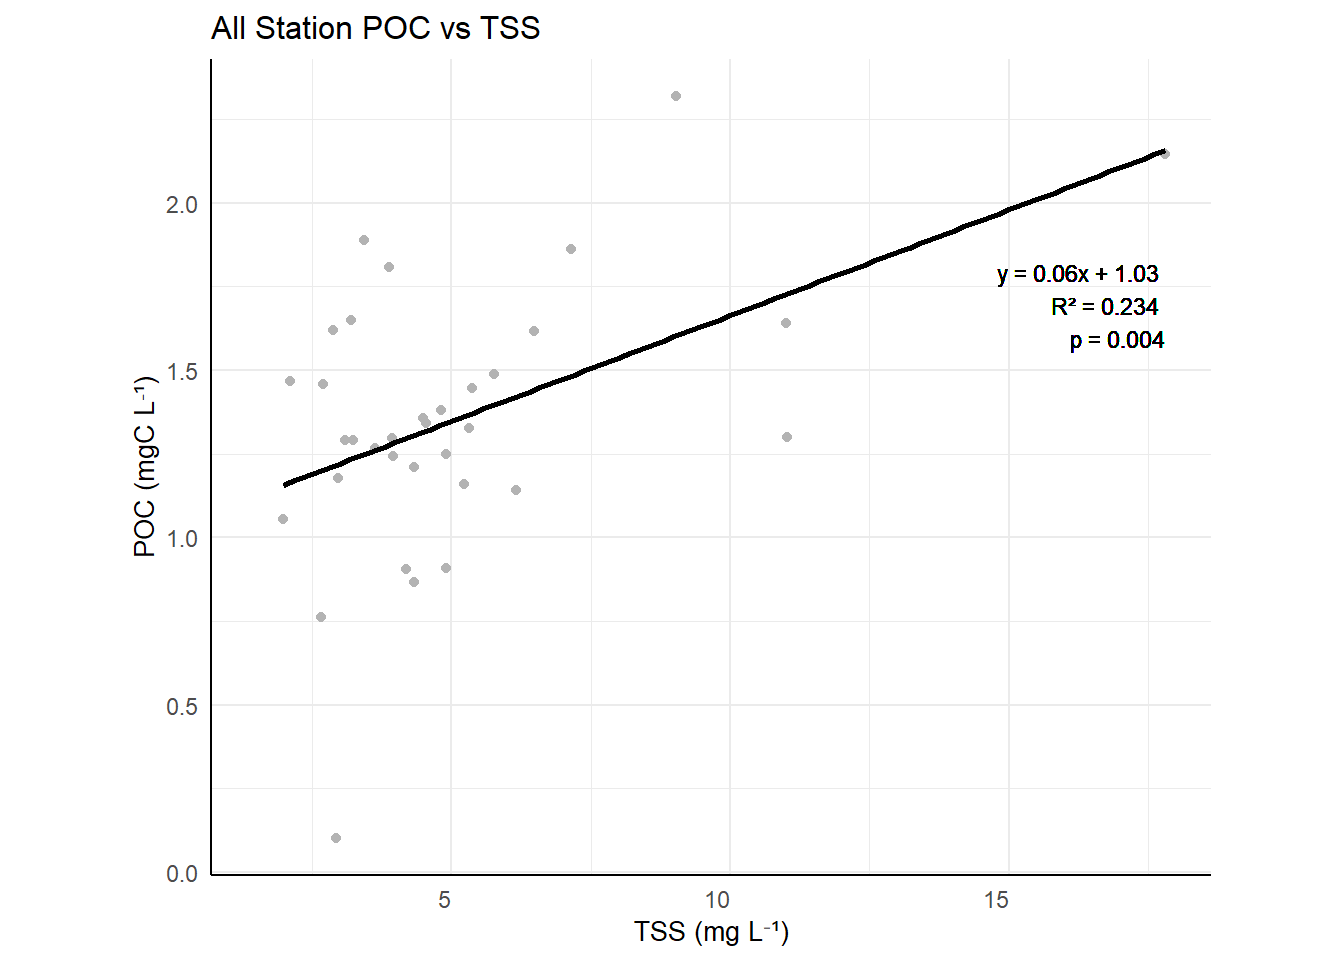 All Station POC vs TSS
POC (mgC L⁻¹)
2.0
1.5
1.0
0.5
0.0
y = 0.06x + 1.03
R² = 0.234
p = 0.004
5
10
15
TSS (mg L⁻¹)